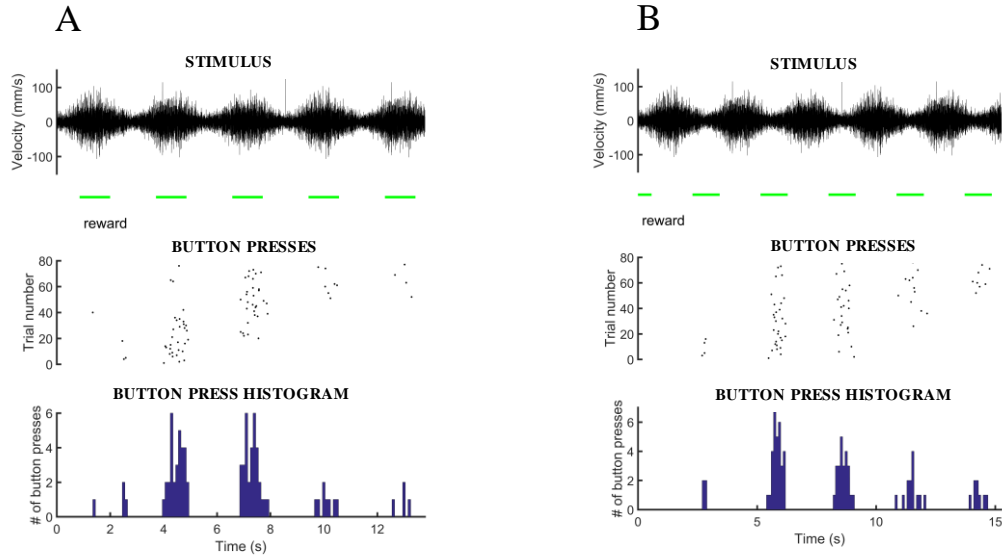 A
STIMULUS
Velocity (mm/s)
100
0
-100
reward
BUTTON PRESSES
Trial number
80
60
40
20
0
BUTTON PRESS HISTOGRAM
# of button presses
6
4
2
0
0 2 4 6 8 10 12
Time (s)
B
STIMULUS
Velocity (mm/s)
100
0
-100
reward
BUTTON PRESSES
Trial number
80
60
40
20
0
BUTTON PRESS HISTOGRAM
# of button presses
6
4
2
0
0 5 10 15
Time (s)